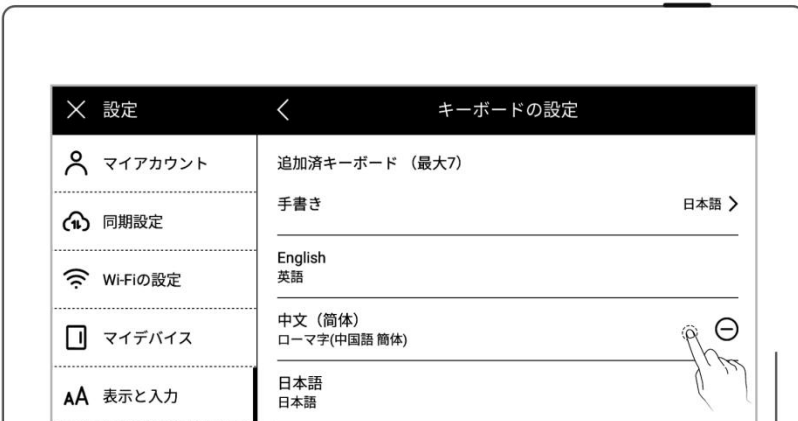 設定
キーボードの設定
マイアカウント
同期設定
Wi-Fiの設定
マイデバイス
AA 表示と入力
追加済キーボード （最大7）
手書き 日本語
English
英語
中文（简体）
ローマ字(中国語 簡体)
日本語
日本語